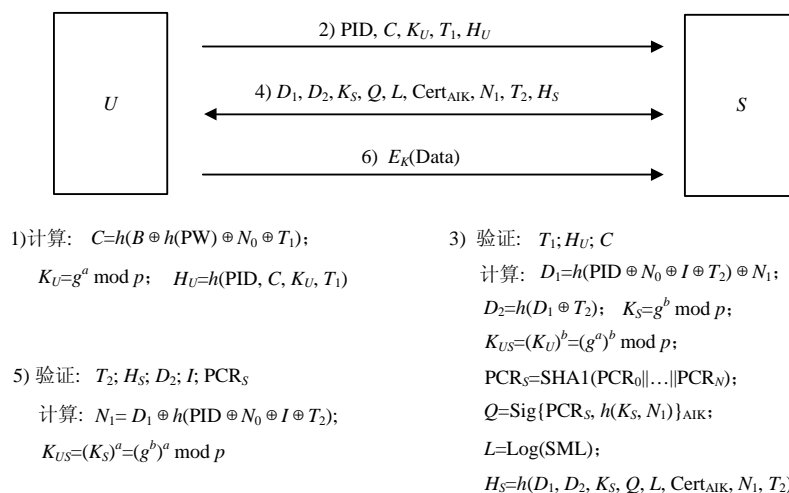 2) PID, C, K_U, T_1, H_U
U
4) D_1, D_2, K_S, Q, L, Cert_AIK, N_1, T_2, H_S
S
6) E_K(Data)
1)计算: C=h(B⊕h(PW)⊕N_0⊕T_1);
K_U=g^a mod p; H_U=h(PID, C, K_U, T_1)
5) 验证: T_2; H_S; D_2; I; PCR_S
计算: N_1= D_1⊕h(PID⊕N_0⊕I⊕T_2);
K_US=(K_S)^a=(g^b)^a mod p
3) 验证: T_1; H_U; C
计算: D_1=h(PID⊕N_0⊕I⊕T_2)⊕N_1;
D_2=h(D_1⊕T_2); K_S=g^b mod p;
K_US=(K_U)^b=(g^a)^b mod p;
PCR_S=SHA1(PCR_0||…||PCR_N);
Q=Sig{PCR_S, h(K_S, N_1)}_AIK;
L=Log(SML);
H_S=h(D_1, D_2, K_S, Q, L, Cert_AIK, N_1, T_2)